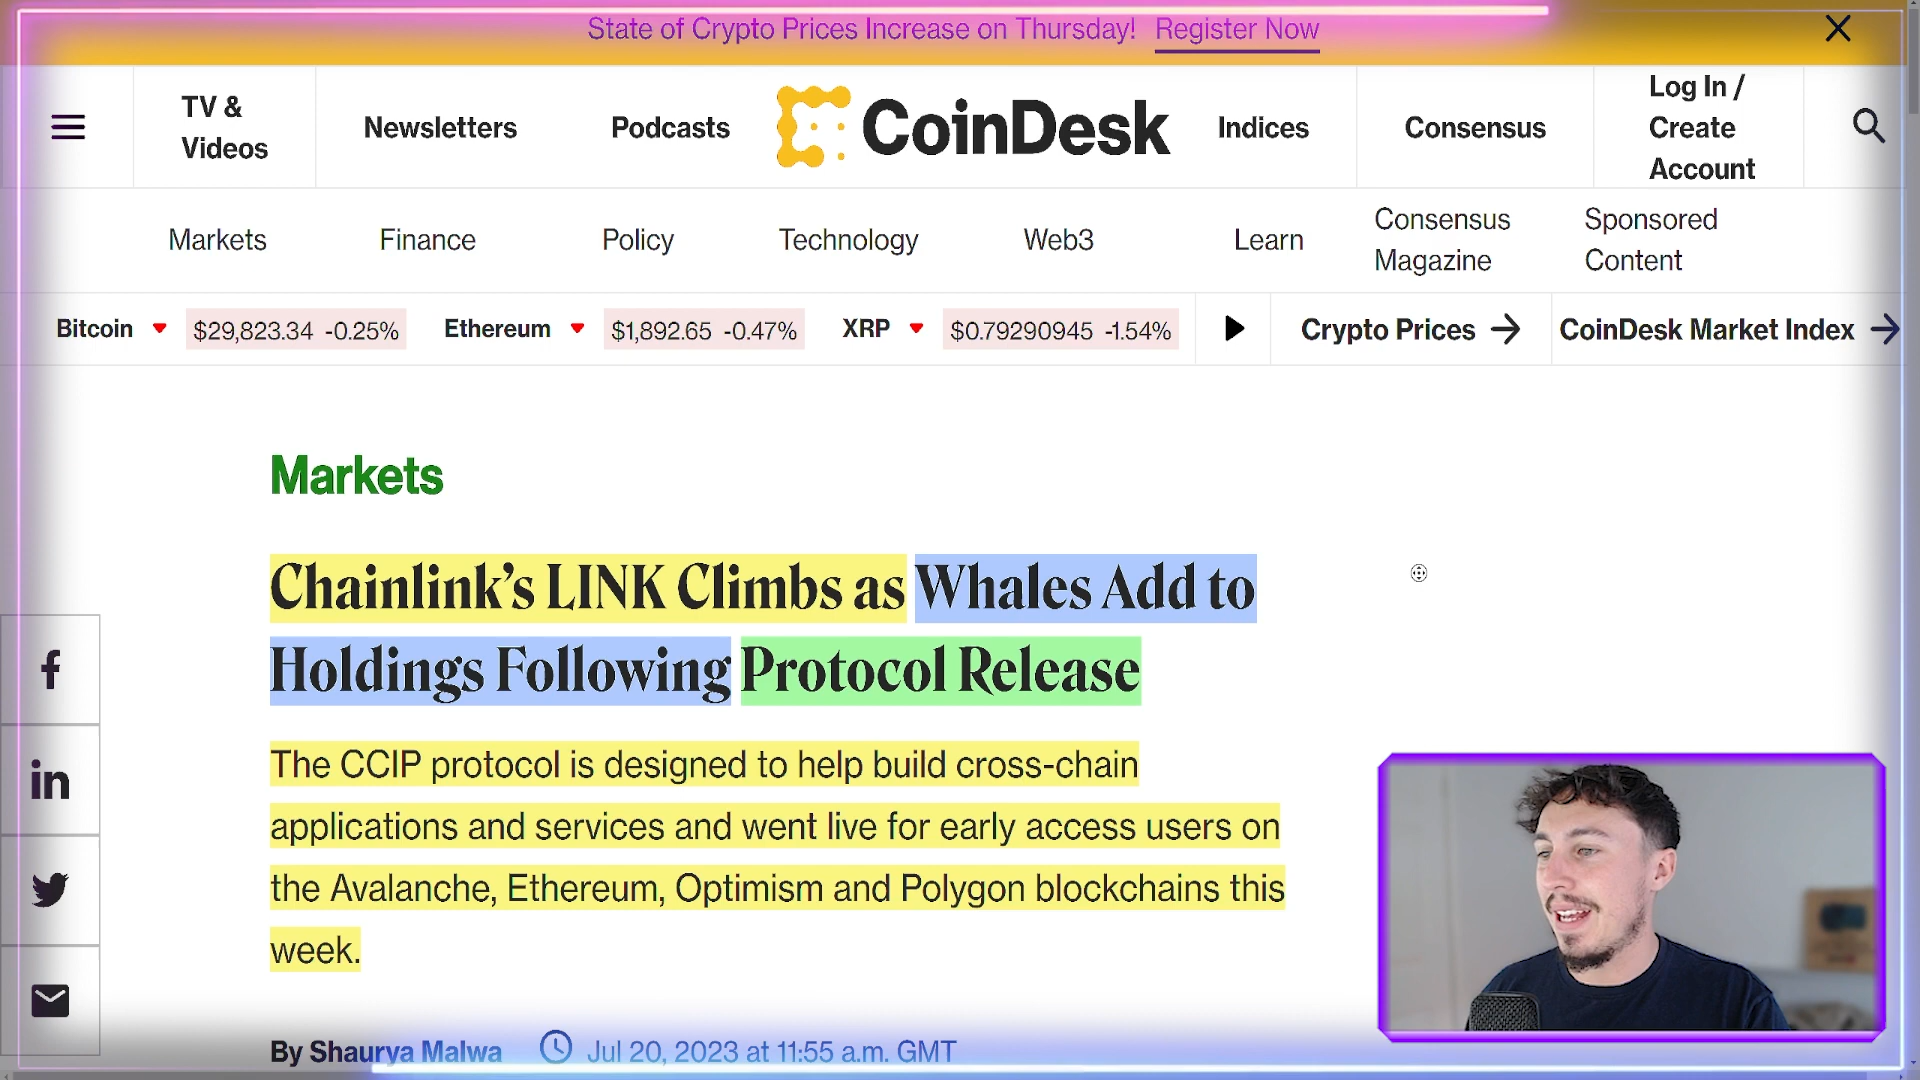 State of Crypto Prices Increase on Thursday! Register Now
TV &
Videos
Newsletters
Podcasts
CoinDesk
Indices
Consensus
Log In /
Create
Account
Markets
Finance
Policy
Technology
Web3
Learn
Consensus
Magazine
Sponsored
Content
Bitcoin $29,823.34 -0.25%
Ethereum $1,892.65 -0.47%
XRP $0.79290945 -1.54%
Crypto Prices
CoinDesk Market Index
Markets
Chainlink’s LINK Climbs as Whales Add to
Holdings Following Protocol Release
The CCIP protocol is designed to help build cross-chain
applications and services and went live for early access users on
the Avalanche, Ethereum, Optimism and Polygon blockchains this
week.
By Shaurya Malwa Jul 20, 2023 at 11:55 a.m. GMT